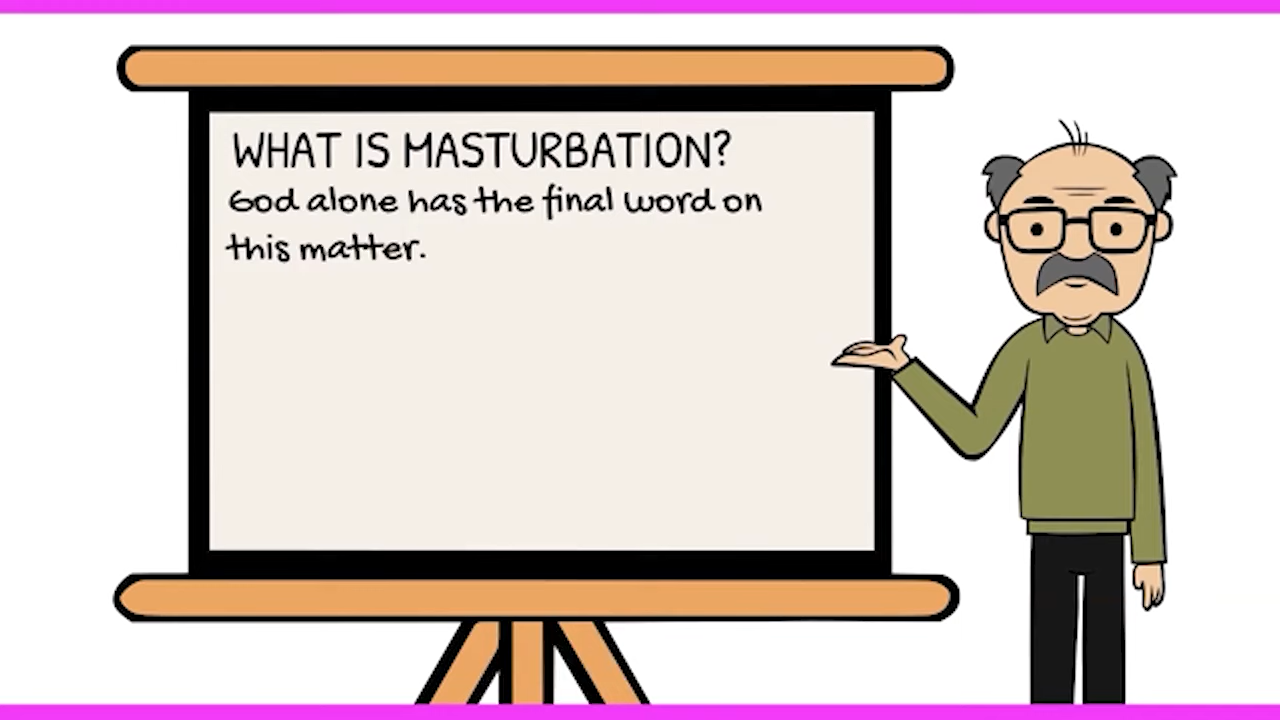 WHAT IS MASTURBATION?
God alone has the final word on
this matter.